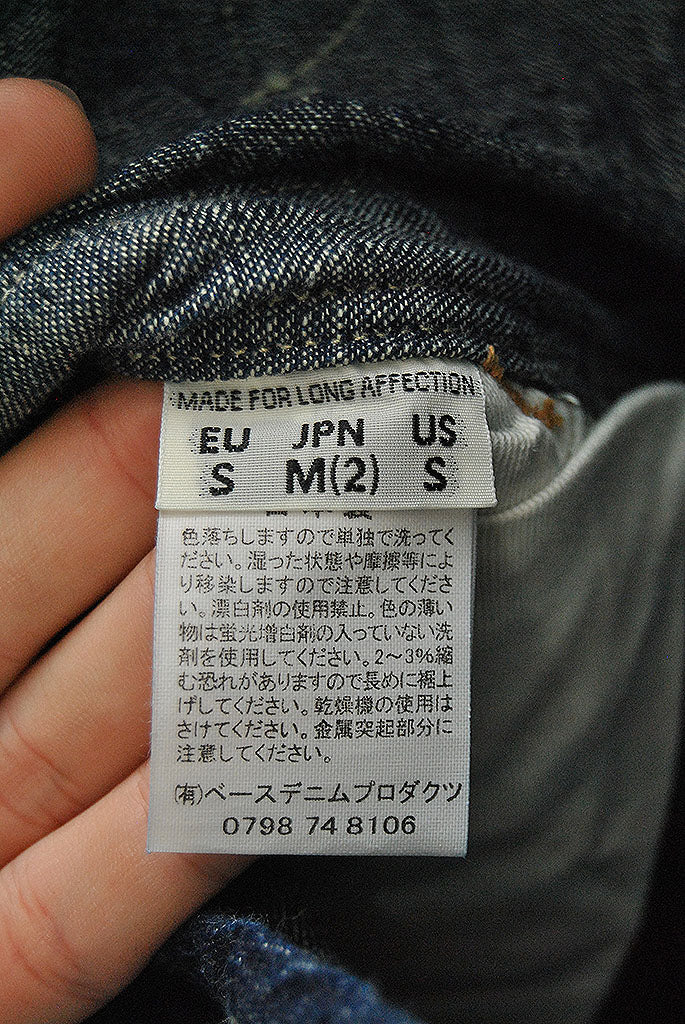 MADE FOR LONG AFFECTION
EU JPN US
S M(2) S
色落ちしますので単独で洗ってく
ださい。湿った状態や摩擦等によ
り移染しますので注意してくださ
い。漂白剤の使用禁止。色の薄い
物は蛍光増白剤の入っていない洗
剤を使用してください。2〜3%縮
む恐れがありますので長めに裾上
げしてください。乾燥機の使用は
さけてください。金属突起部分に
注意してください。
(有)ベースデニムプロダクツ
0798 74 8106